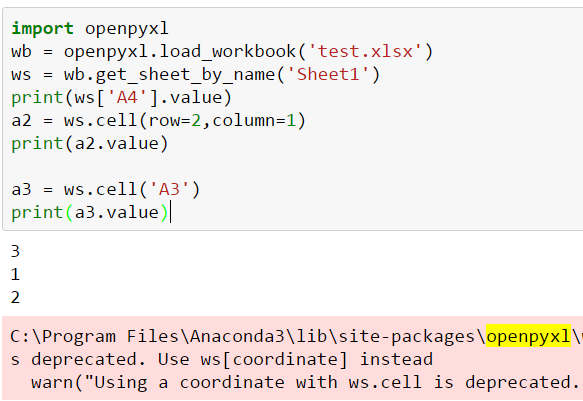 import openpyxl
wb = openpyxl.load_workbook('test.xlsx')
ws = wb.get_sheet_by_name('Sheet1')
print(ws['A4'].value)
a2 = ws.cell(row=2,column=1)
print(a2.value)
a3 = ws.cell('A3')
print(a3.value)
3
1
2
C:\Program Files\Anaconda3\lib\site-packages\openpyxl\
s deprecated. Use ws[coordinate] instead
warn("Using a coordinate with ws.cell is deprecated.